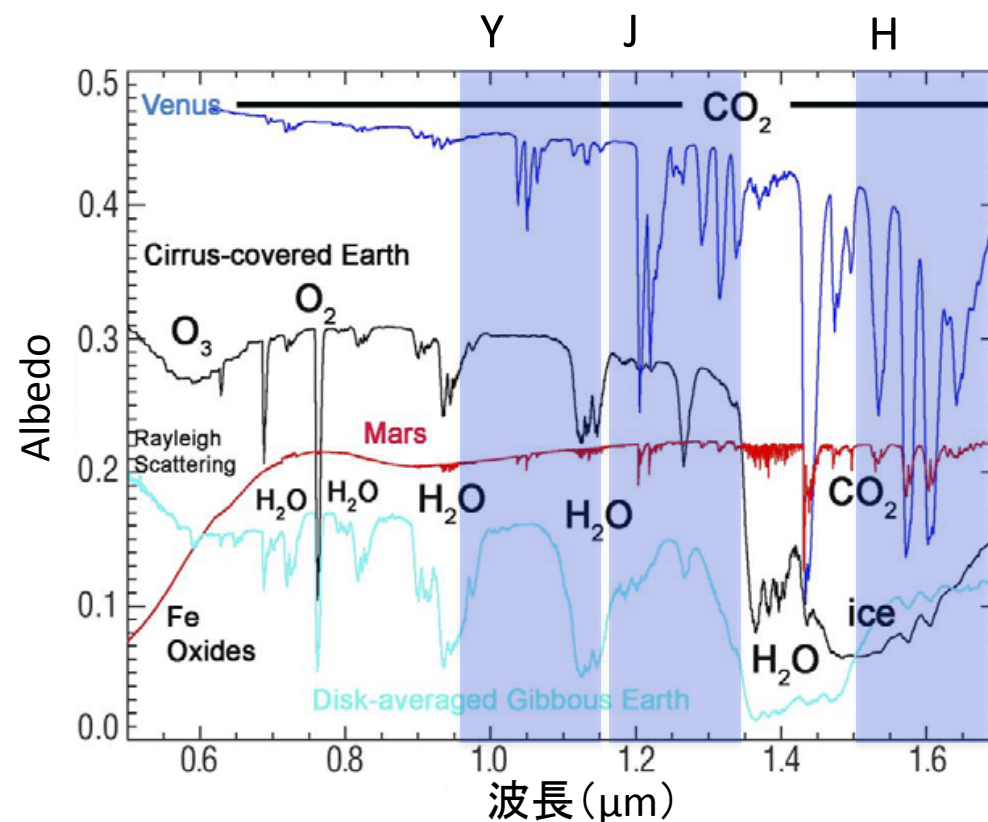 Y J H
0.5
Venus
CO₂
0.4
Cirrus-covered Earth
O₂
O₃
0.3
Albedo
Mars
Rayleigh
Scattering
0.2
H₂O
H₂O
H₂O
H₂O
CO₂
0.1
Fe
Oxides
ice
H₂O
Disk-averaged Gibbous Earth
0.0
0.6 0.8 1.0 1.2 1.4 1.6
波長（μm）